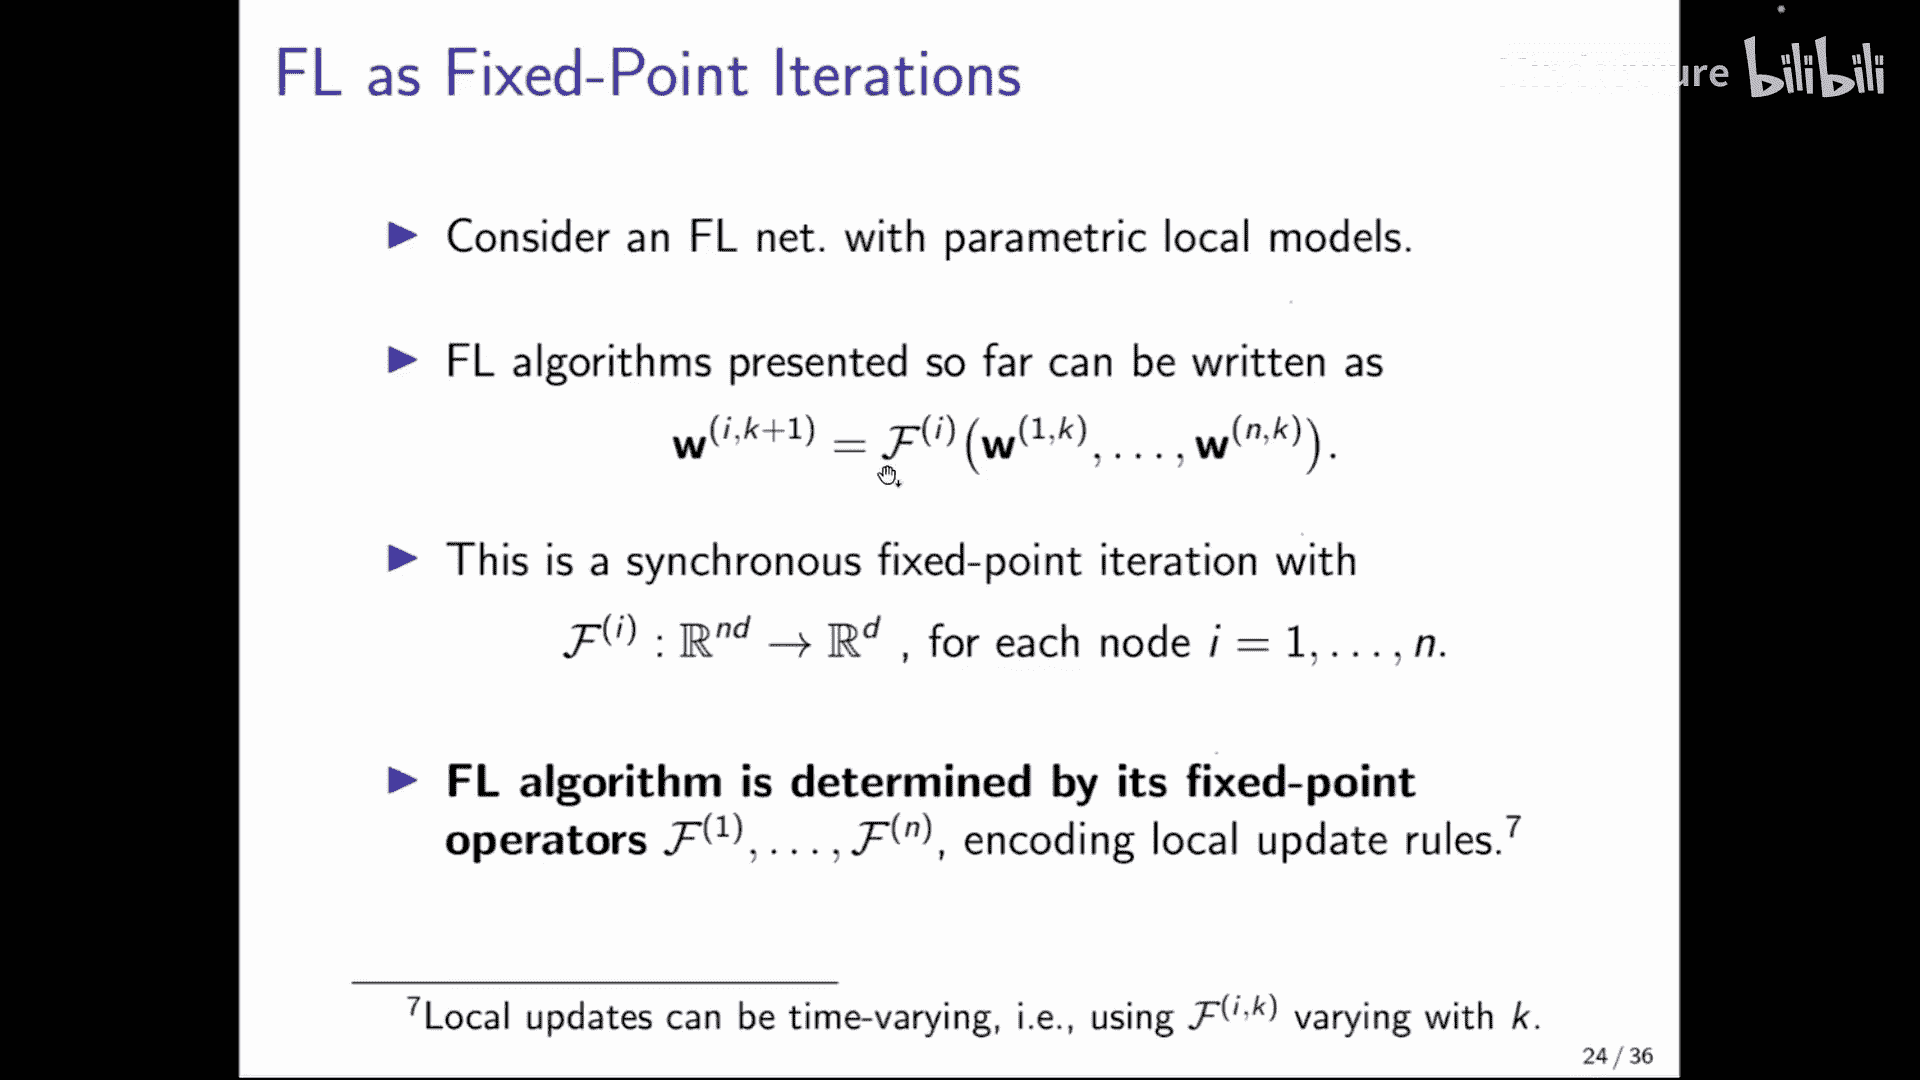 FL as Fixed-Point Iterations
bilibili
▶ Consider an FL net. with parametric local models.
▶ FL algorithms presented so far can be written as
w^(i,k+1) = ℱ^(i)(w^(1,k), . . . , w^(n,k)).
▶ This is a synchronous fixed-point iteration with
ℱ^(i) : ℝ^nd → ℝ^d , for each node i = 1, . . . , n.
▶ FL algorithm is determined by its fixed-point
operators ℱ^(1), . . . , ℱ^(n), encoding local update rules.⁷
⁷Local updates can be time-varying, i.e., using ℱ^(i,k) varying with k.
24 / 36